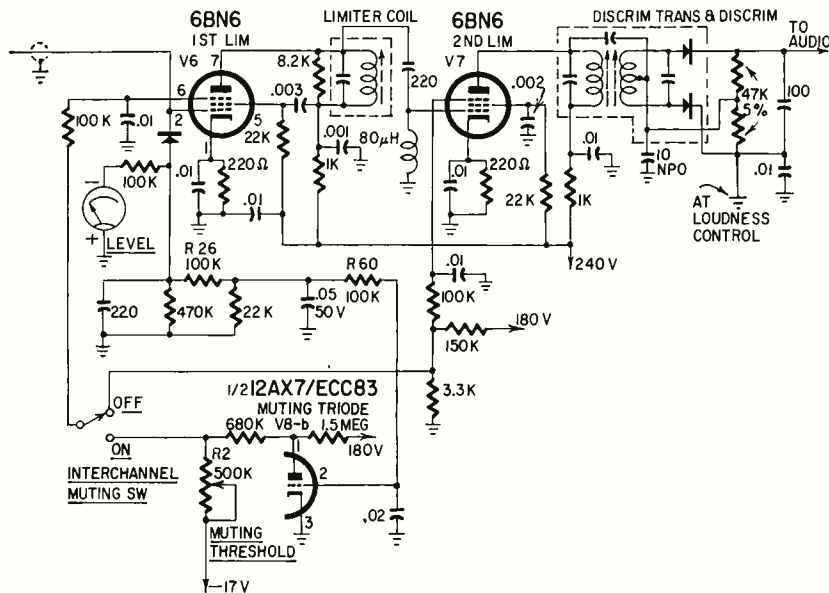 6BN6
1ST LIM
V6
7
6
5
2
1
8.2K
LIMITER COIL
.003
220
80μH
6BN6
2ND LIM
V7
.002
DISCRIM TRANS & DISCRIM
TO
AUDIO
47K
5%
100
.01
10
NPO
.01
AT
LOUDNESS
CONTROL
100K
.01
22K
.001
1K
220Ω
.01
.01
.01
220Ω
22K
1K
240V
100K
−
+
LEVEL
R26
100K
R60
100K
220
470K
22K
.05
50V
.01
100K
180V
150K
3.3K
OFF
ON
INTERCHANNEL
MUTING SW
1/2 12AX7/ECC83
MUTING TRIODE
680K
V8-b
1.5MEG
180V
1
2
3
R2
500K
MUTING
THRESHOLD
.02
−17V